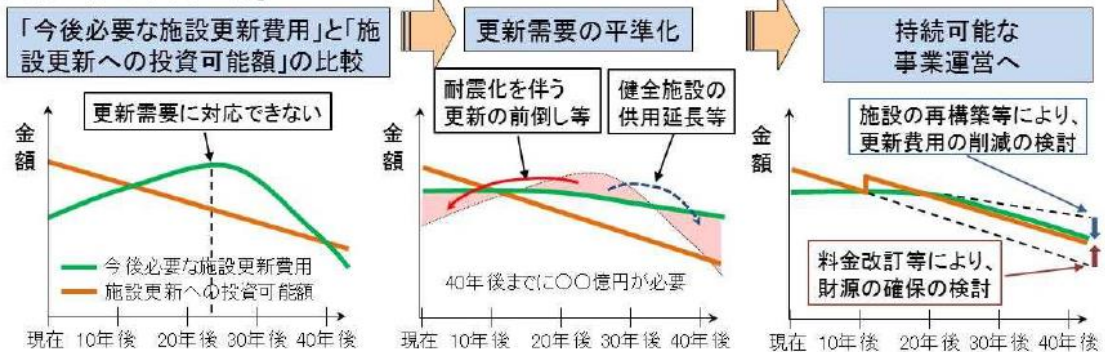 「今後必要な施設更新費用」と「施
設更新への投資可能額」の比較
更新需要の平準化
持続可能な
事業運営へ
金額
更新需要に対応できない
今後必要な施設更新費用
施設更新への投資可能額
現在 10年後 20年後 30年後 40年後
金額
耐震化を伴う
更新の前倒し等
健全施設の
供用延長等
40年後までに〇〇億円が必要
現在 10年後 20年後 30年後 40年後
金額
施設の再構築等により、
更新費用の削減の検討
料金改訂等により、
財源の確保の検討
現在 10年後 20年後 30年後 40年後